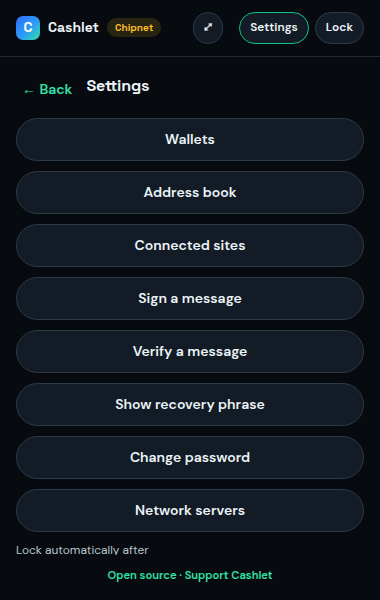 C Cashlet Chipnet Settings Lock
← Back Settings
Wallets
Address book
Connected sites
Sign a message
Verify a message
Show recovery phrase
Change password
Network servers
Lock automatically after
Open source · Support Cashlet